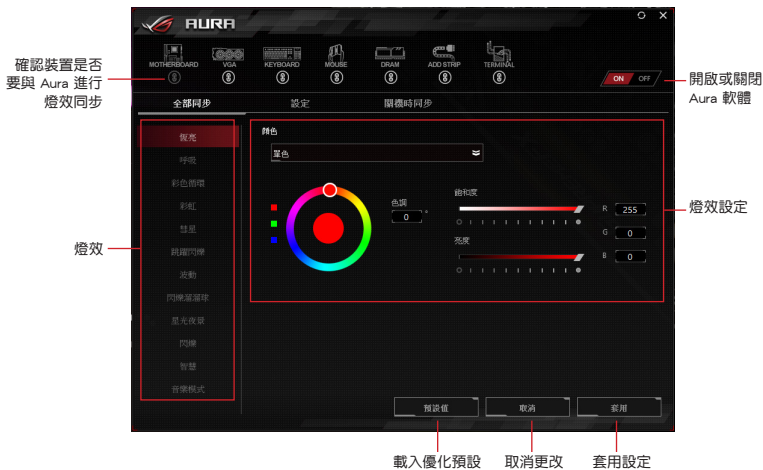 AURA
MOTHERBOARD
VGA
KEYBOARD
MOUSE
DRAM
ADD STRIP
TERMINAL
ON
OFF
確認裝置是否
要與 Aura 進行
燈效同步
開啟或關閉
Aura 軟體
全部同步
設定
關機時同步
恆亮
呼吸
彩色循環
彩虹
彗星
跳躍閃爍
波動
閃爍溜溜球
星光夜景
閃爍
智慧
音樂模式
燈效
顏色
單色
色調
0 °
飽和度
亮度
R 255
G 0
B 0
燈效設定
預設值
取消
套用
載入優化預設
取消更改
套用設定